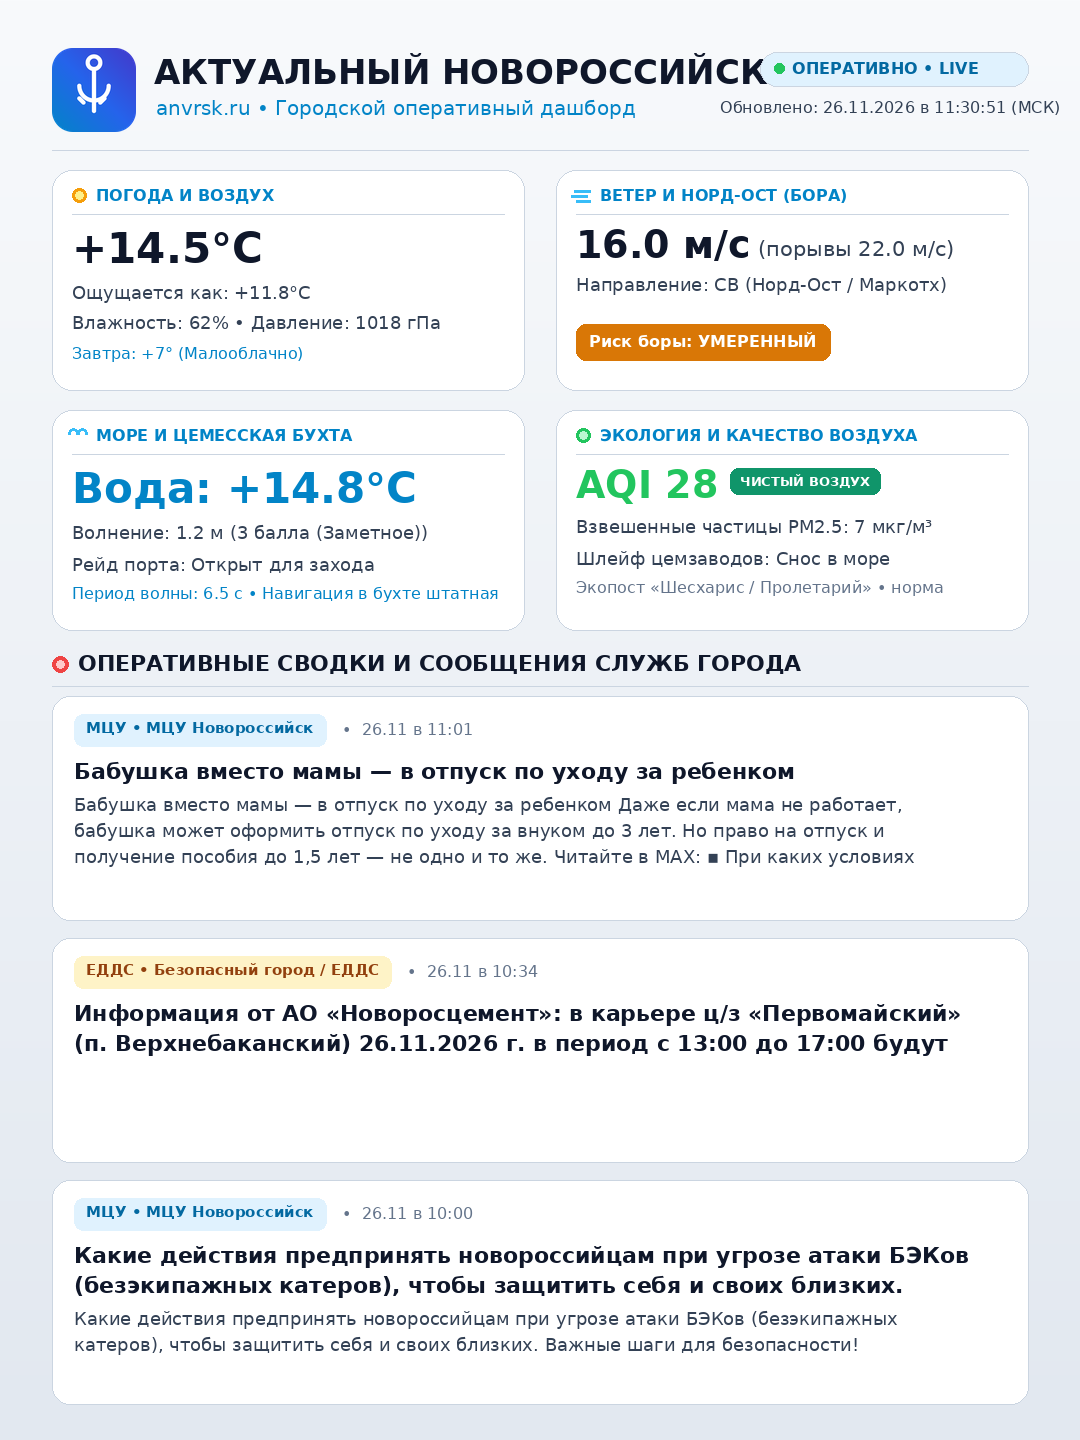 АКТУАЛЬНЫЙ НОВОРОССИЙСК
ОПЕРАТИВНО • LIVE
anvrsk.ru • Городской оперативный дашборд
Обновлено: 26.11.2026 в 11:30:51 (МСК)
ПОГОДА И ВОЗДУХ
+14.5°C
Ощущается как: +11.8°C
Влажность: 62% • Давление: 1018 гПа
Завтра: +7° (Малооблачно)
ВЕТЕР И НОРД-ОСТ (БОРА)
16.0 м/с (порывы 22.0 м/с)
Направление: СВ (Норд-Ост / Маркотх)
Риск боры: УМЕРЕННЫЙ
МОРЕ И ЦЕМЕССКАЯ БУХТА
Вода: +14.8°C
Волнение: 1.2 м (3 балла (Заметное))
Рейд порта: Открыт для захода
Период волны: 6.5 с • Навигация в бухте штатная
ЭКОЛОГИЯ И КАЧЕСТВО ВОЗДУХА
AQI 28 ЧИСТЫЙ ВОЗДУХ
Взвешенные частицы PM2.5: 7 мкг/м³
Шлейф цемзаводов: Снос в море
Экопост «Шесхарис / Пролетарий» • норма
ОПЕРАТИВНЫЕ СВОДКИ И СООБЩЕНИЯ СЛУЖБ ГОРОДА
МЦУ • МЦУ Новороссийск • 26.11 в 11:01
Бабушка вместо мамы — в отпуск по уходу за ребенком
Бабушка вместо мамы — в отпуск по уходу за ребенком Даже если мама не работает,
бабушка может оформить отпуск по уходу за внуком до 3 лет. Но право на отпуск и
получение пособия до 1,5 лет — не одно и то же. Читайте в MAX: ▪ При каких условиях
ЕДДС • Безопасный город / ЕДДС • 26.11 в 10:34
Информация от АО «Новоросцемент»: в карьере ц/з «Первомайский»
(п. Верхнебаканский) 26.11.2026 г. в период с 13:00 до 17:00 будут
МЦУ • МЦУ Новороссийск • 26.11 в 10:00
Какие действия предпринять новороссийцам при угрозе атаки БЭКов
(безэкипажных катеров), чтобы защитить себя и своих близких.
Какие действия предпринять новороссийцам при угрозе атаки БЭКов (безэкипажных
катеров), чтобы защитить себя и своих близких. Важные шаги для безопасности!